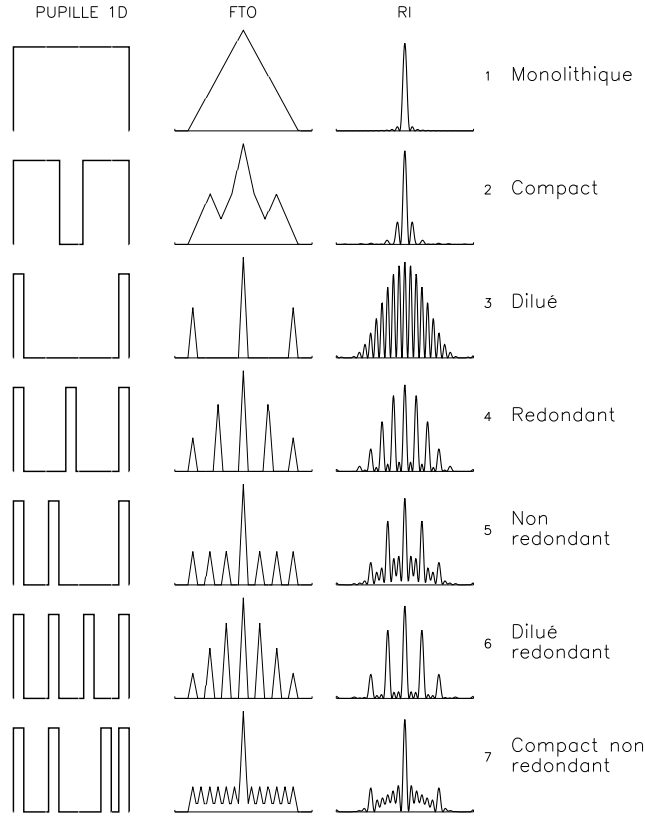 PUPILLE 1D FTO RI
1 Monolithique
2 Compact
3 Dilué
4 Redondant
5 Non
redondant
6 Dilué
redondant
7 Compact non
redondant